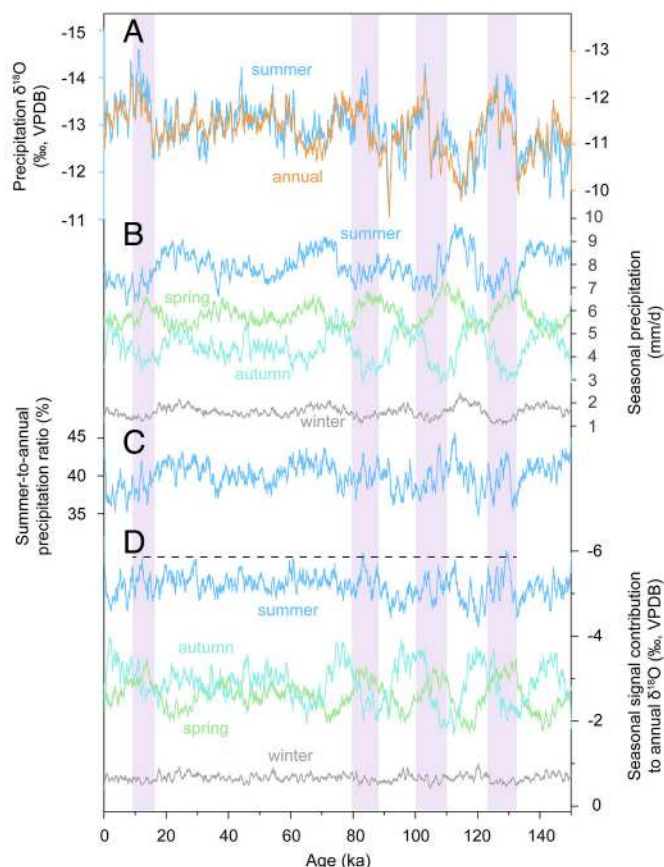 A
-15
-14
-13
-12
-11
Precipitation δ¹⁸O
(‰, VPDB)
summer
annual
-13
-12
-11
-10
B
summer
spring
autumn
winter
10
9
8
7
6
5
4
3
2
1
Seasonal precipitation
(mm/d)
C
45
40
35
Summer-to-annual
precipitation ratio (%)
D
summer
autumn
spring
winter
-6
-4
-2
0
Seasonal signal contribution
to annual δ¹⁸O (‰, VPDB)
0 20 40 60 80 100 120 140
Age (ka)